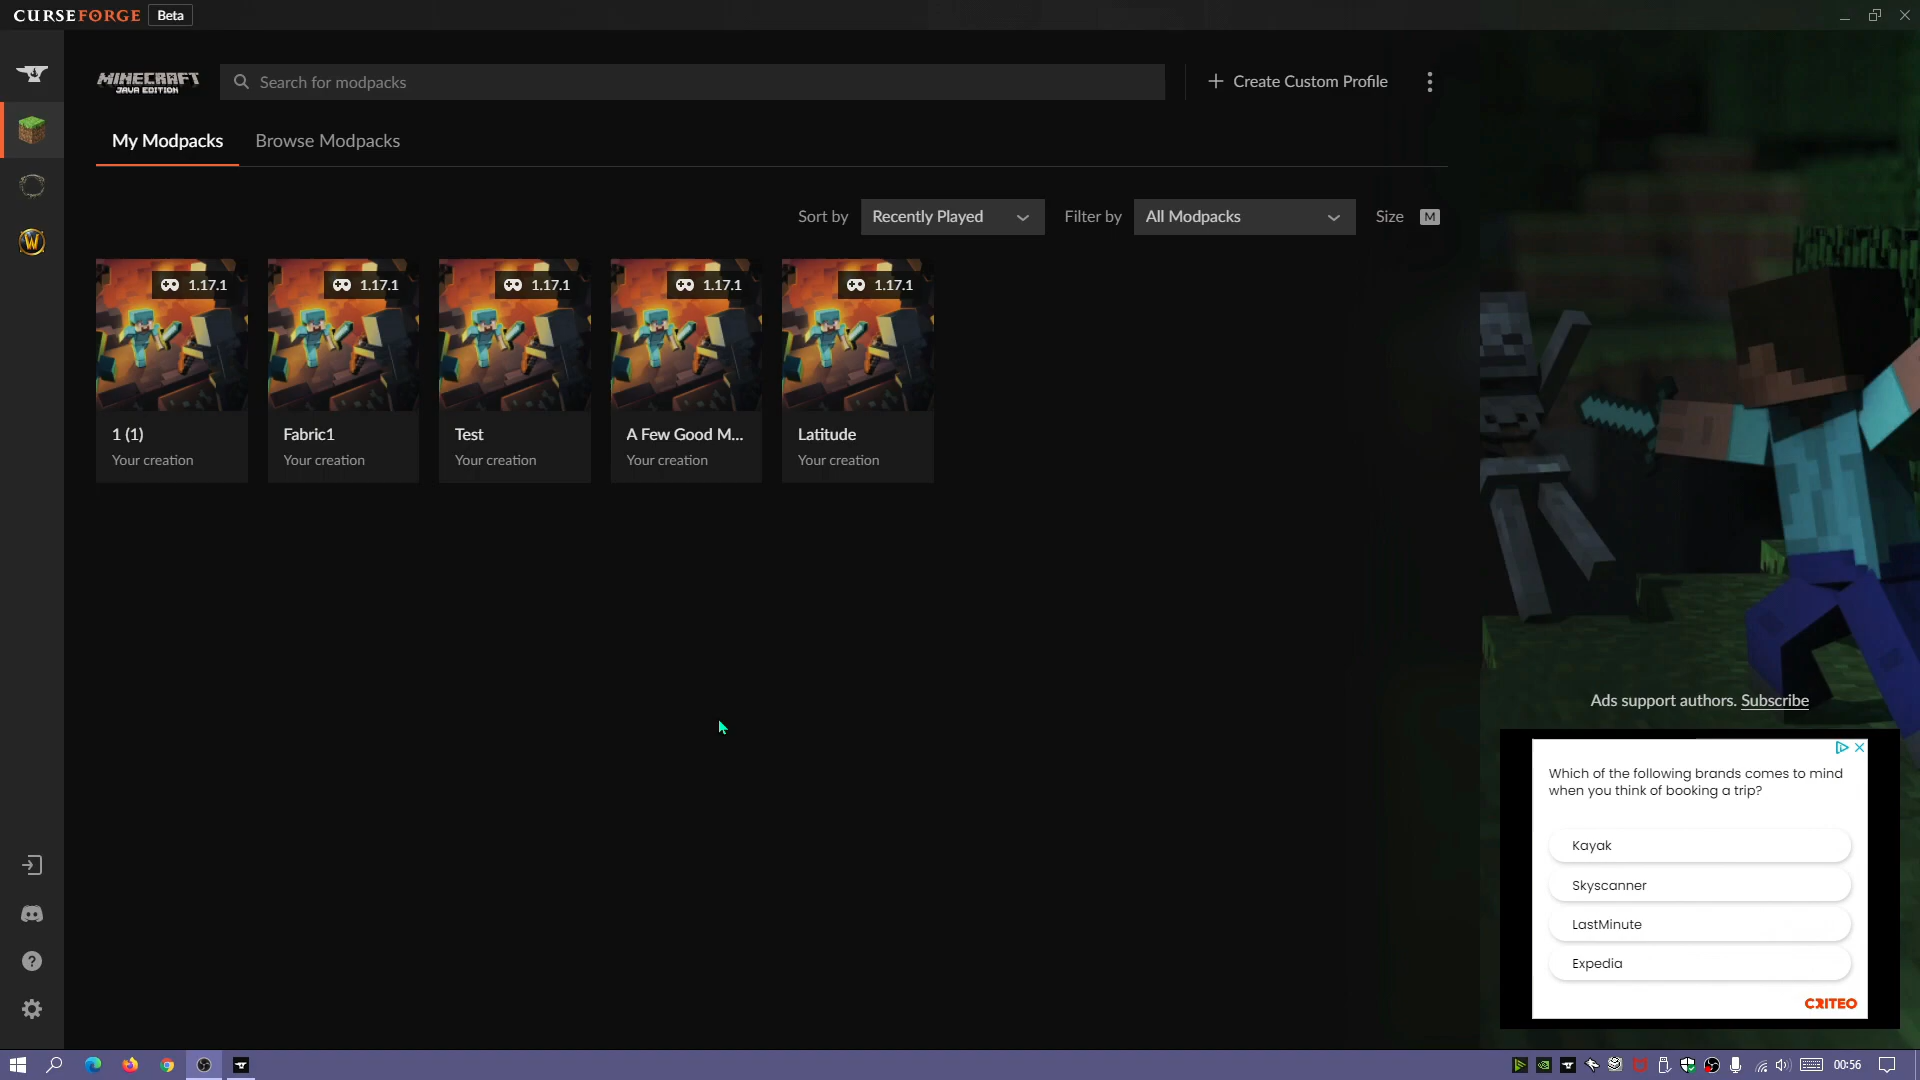 CURSEFORGE Beta
MINECRAFT
JAVA EDITION
Search for modpacks
Create Custom Profile
My Modpacks
Browse Modpacks
Sort by
Recently Played
Filter by
All Modpacks
Size
M
1.17.1
1.17.1
1.17.1
1.17.1
1.17.1
1 (1)
Your creation
Fabric1
Your creation
Test
Your creation
A Few Good M...
Your creation
Latitude
Your creation
Ads support authors. Subscribe
Which of the following brands comes to mind
when you think of booking a trip?
Kayak
Skyscanner
LastMinute
Expedia
CRITEO
00:56